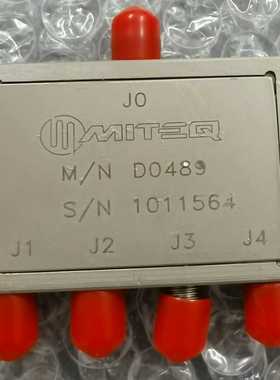 J0
MITEQ
M/N D0489
S/N 1011564
J1 J2 J3 J4